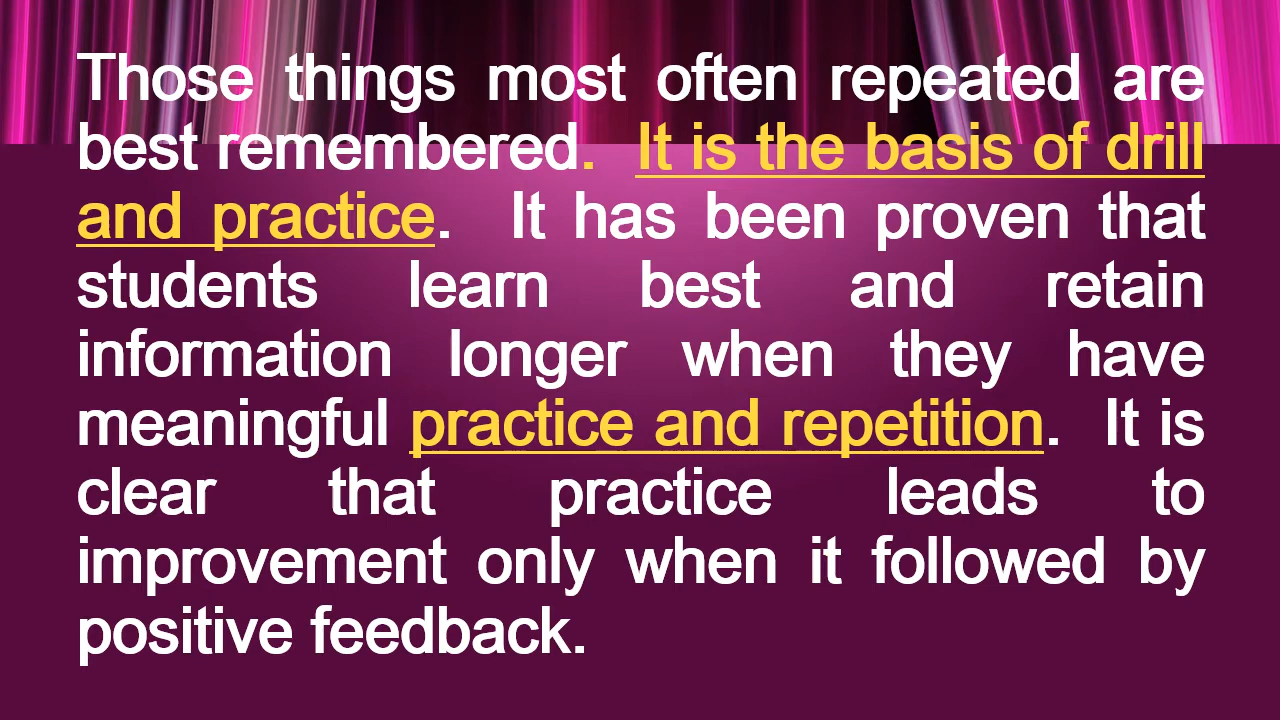 Those things most often repeated are
best remembered. It is the basis of drill
and practice. It has been proven that
students learn best and retain
information longer when they have
meaningful practice and repetition. It is
clear that practice leads to
improvement only when it followed by
positive feedback.